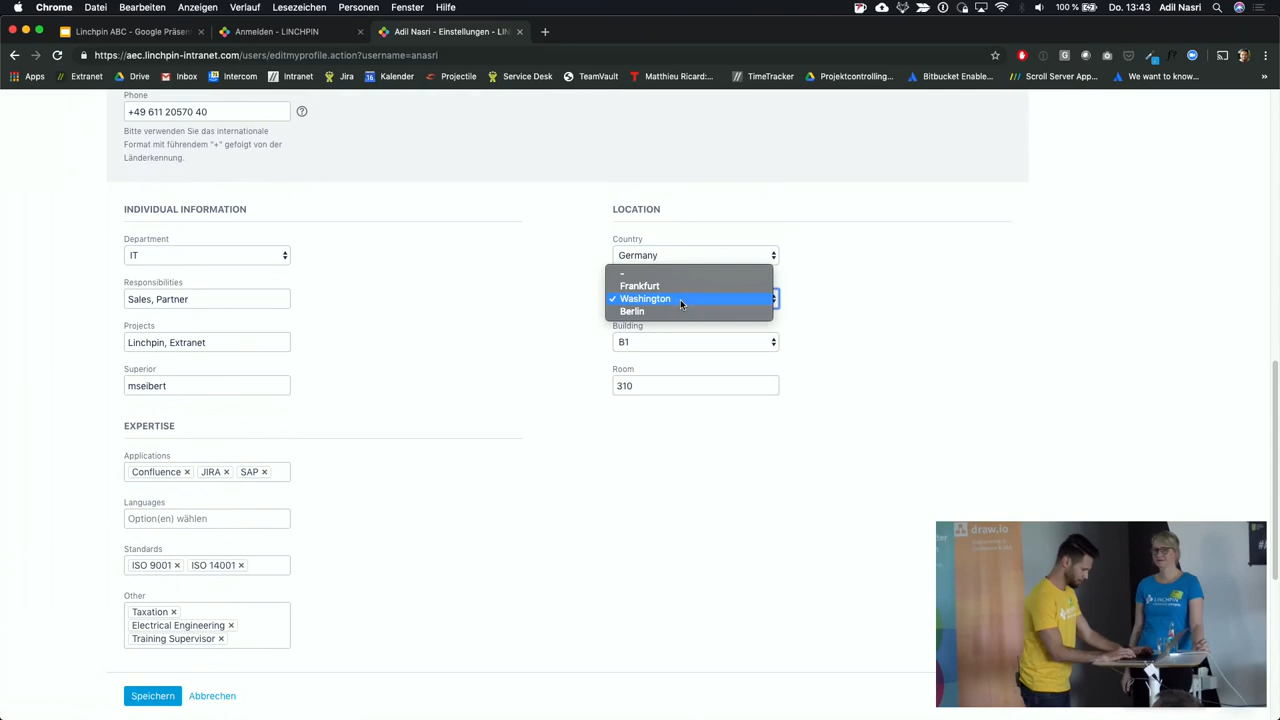 Chrome Datei Bearbeiten Anzeigen Verlauf Lesezeichen Personen Fenster Hilfe 100 % Di. 13:43 Adil Nasri
Linchpin ABC - Google Präsent
Anmelden - LINCHPIN
Adil Nasri - Einstellungen - LIN
https://aec.linchpin-intranet.com/users/editmyprofile.action?username=anasri
Apps Extranet Drive Inbox Intercom Intranet Jira Kalender Projectile Service Desk TeamVault Matthieu Ricard:... TimeTracker Projektcontrolling... Bitbucket Enable... Scroll Server App... We want to know... »
Phone
+49 611 20570 40
Bitte verwenden Sie das internationale
Format mit führendem "+" gefolgt von der
Länderkennung.
INDIVIDUAL INFORMATION
Department
IT
Responsibilities
Sales, Partner
Projects
Linchpin, Extranet
Superior
mseibert
LOCATION
Country
Germany
-
Frankfurt
✓ Washington
Berlin
Building
B1
Room
310
EXPERTISE
Applications
Confluence × JIRA × SAP ×
Languages
Option(en) wählen
Standards
ISO 9001 × ISO 14001 ×
Other
Taxation ×
Electrical Engineering ×
Training Supervisor ×
Speichern Abbrechen
draw.io
LINCHPIN